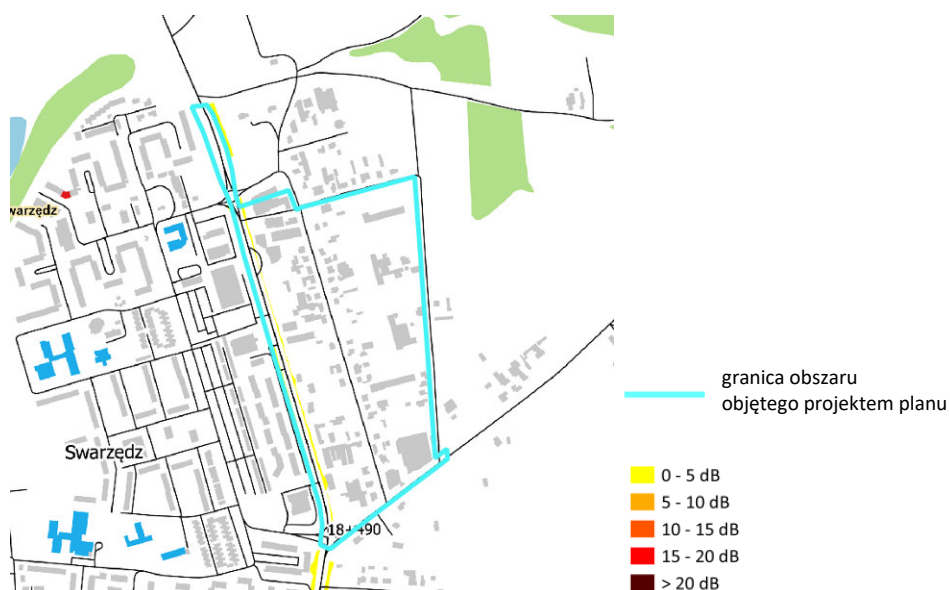 warzędz
Swarzędz
18+490
granica obszaru
objętego projektem planu
0 - 5 dB
5 - 10 dB
10 - 15 dB
15 - 20 dB
> 20 dB